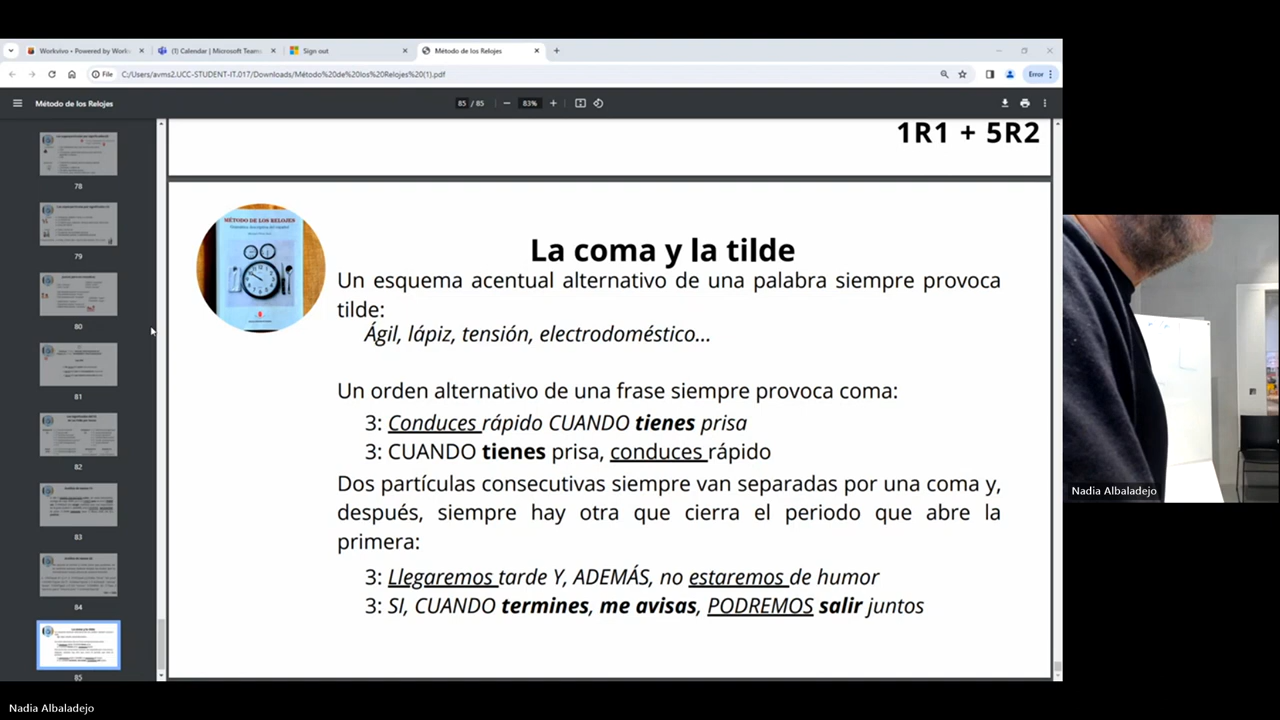 Workvivo • Powered by Work
(1) Calendar | Microsoft Teams
Sign out
Método de los Relojes
File
C:/Users/avms2.UCC-STUDENT-IT.017/Downloads/Método%20de%20los%20Relojes%20(1).pdf
Error
Método de los Relojes
85 / 85
83%
1R1 + 5R2
78
79
80
81
82
83
84
85
MÉTODO DE LOS RELOJES
La coma y la tilde
Un esquema acentual alternativo de una palabra siempre provoca
tilde:
Ágil, lápiz, tensión, electrodoméstico...
Un orden alternativo de una frase siempre provoca coma:
3: Conduces rápido CUANDO tienes prisa
3: CUANDO tienes prisa, conduces rápido
Dos partículas consecutivas siempre van separadas por una coma y,
después, siempre hay otra que cierra el periodo que abre la
primera:
3: Llegaremos tarde Y, ADEMÁS, no estaremos de humor
3: SI, CUANDO termines, me avisas, PODREMOS salir juntos
Nadia Albaladejo
Nadia Albaladejo